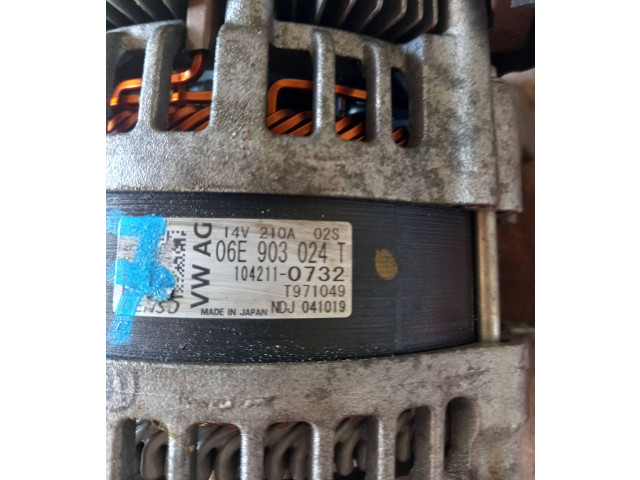 14V 210A 02S
VW AG
06E 903 024 T
104211-0732
T971049
MADE IN JAPAN NDJ 041019